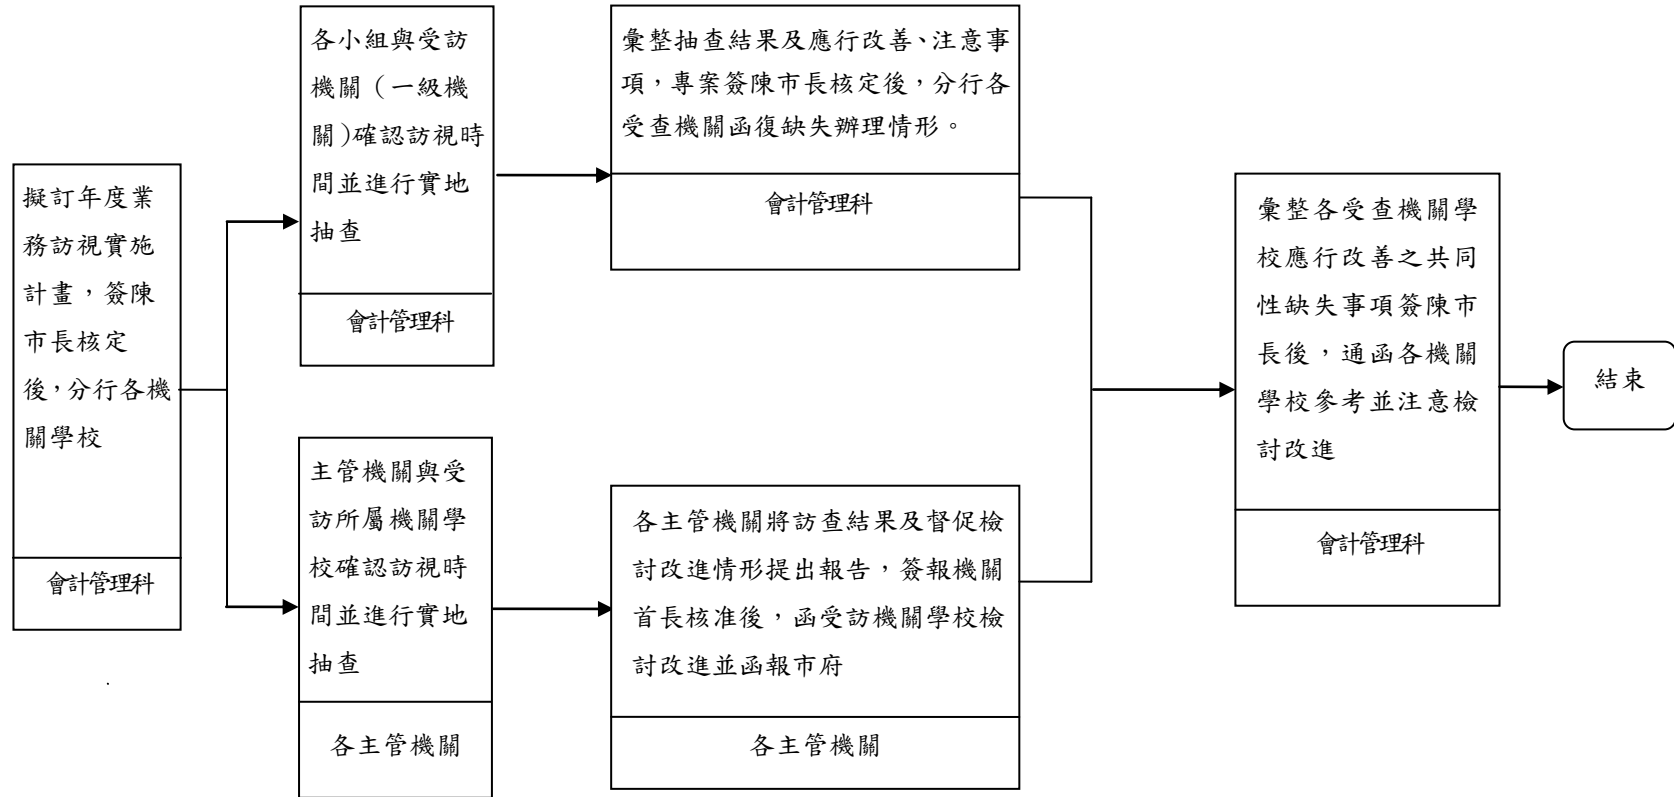 擬訂年度業
務訪視實施
計畫，簽陳
市長核定
後，分行各機
關學校
會計管理科
各小組與受訪
機關（一級機
關）確認訪視時
間並進行實地
抽查
會計管理科
彙整抽查結果及應行改善、注意事
項，專案簽陳市長核定後，分行各
受查機關函復缺失辦理情形。
會計管理科
主管機關與受
訪所屬機關學
校確認訪視時
間並進行實地
抽查
各主管機關
各主管機關將訪查結果及督促檢
討改進情形提出報告，簽報機關
首長核准後，函受訪機關學校檢
討改進並函報市府
各主管機關
彙整各受查機關學
校應行改善之共同
性缺失事項簽陳市
長後，通函各機關
學校參考並注意檢
討改進
會計管理科
結束